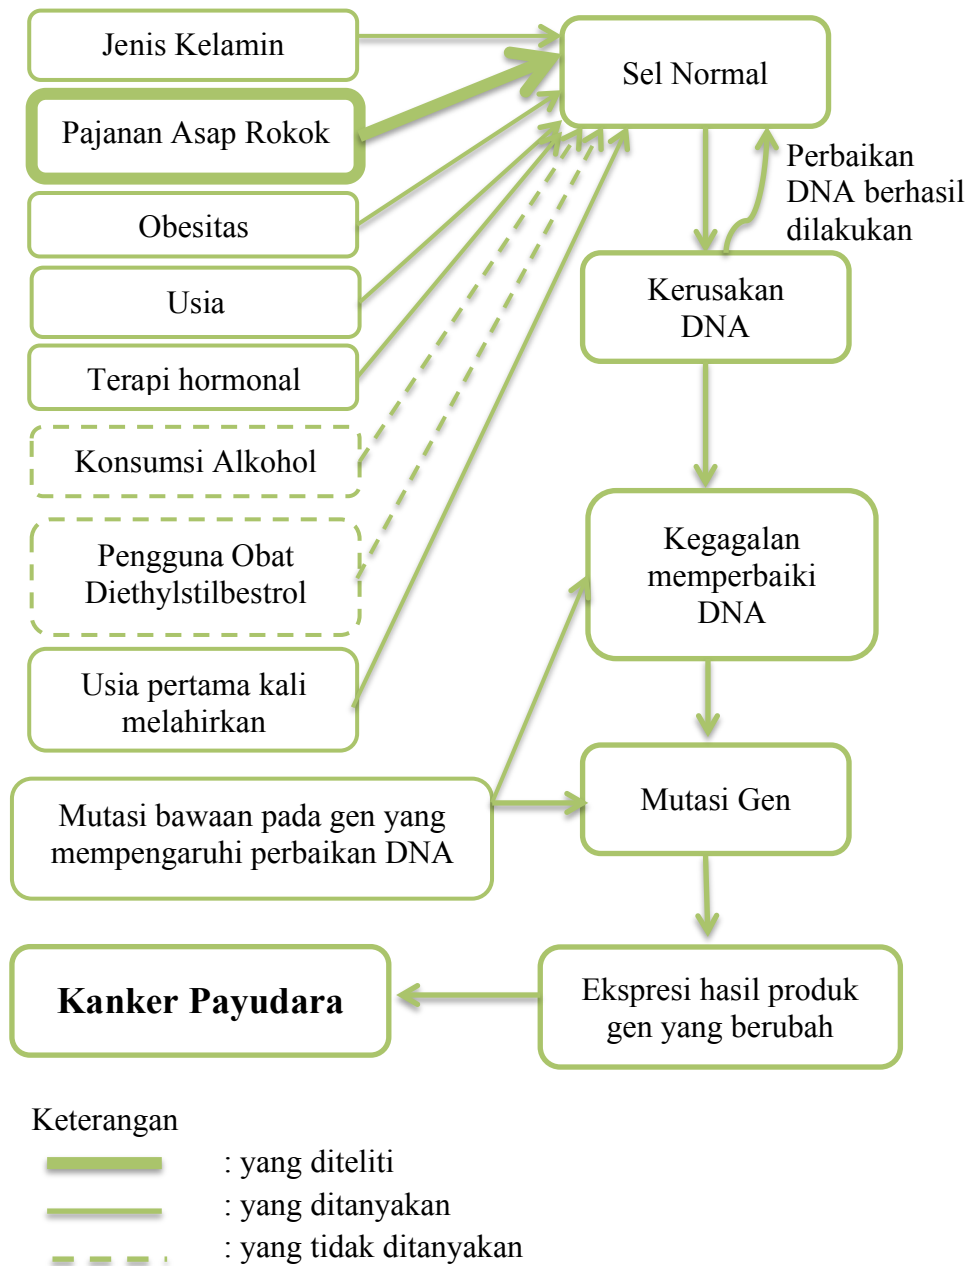 Jenis Kelamin
Pajanan Asap Rokok
Obesitas
Usia
Terapi hormonal
Konsumsi Alkohol
Pengguna Obat
Diethylstilbestrol
Usia pertama kali
melahirkan
Mutasi bawaan pada gen yang
mempengaruhi perbaikan DNA
Sel Normal
Perbaikan
DNA berhasil
dilakukan
Kerusakan
DNA
Kegagalan
memperbaiki
DNA
Mutasi Gen
Ekspresi hasil produk
gen yang berubah
Kanker Payudara
Keterangan
: yang diteliti
: yang ditanyakan
: yang tidak ditanyakan